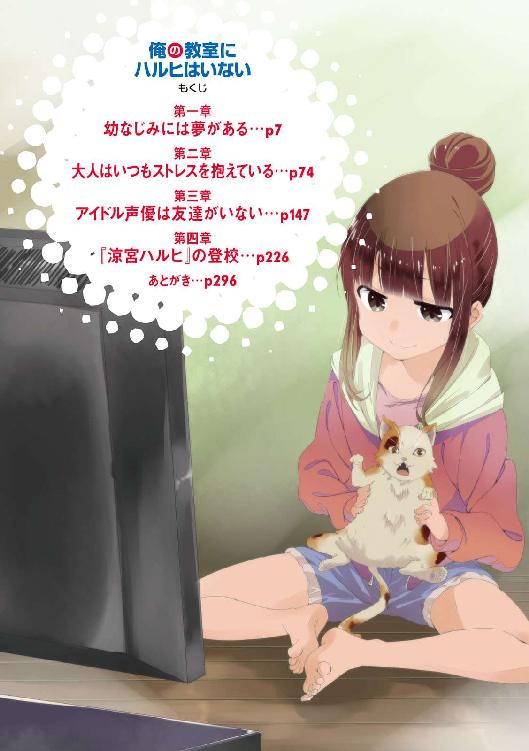 俺の教室に
ハルヒはいない
もくじ
第一章
幼なじみには夢がある…p7
第二章
大人はいつもストレスを抱えている…p74
第三章
アイドル声優は友達がいない…p147
第四章
『涼宮ハルヒ』の登校…p226
あとがき…p296